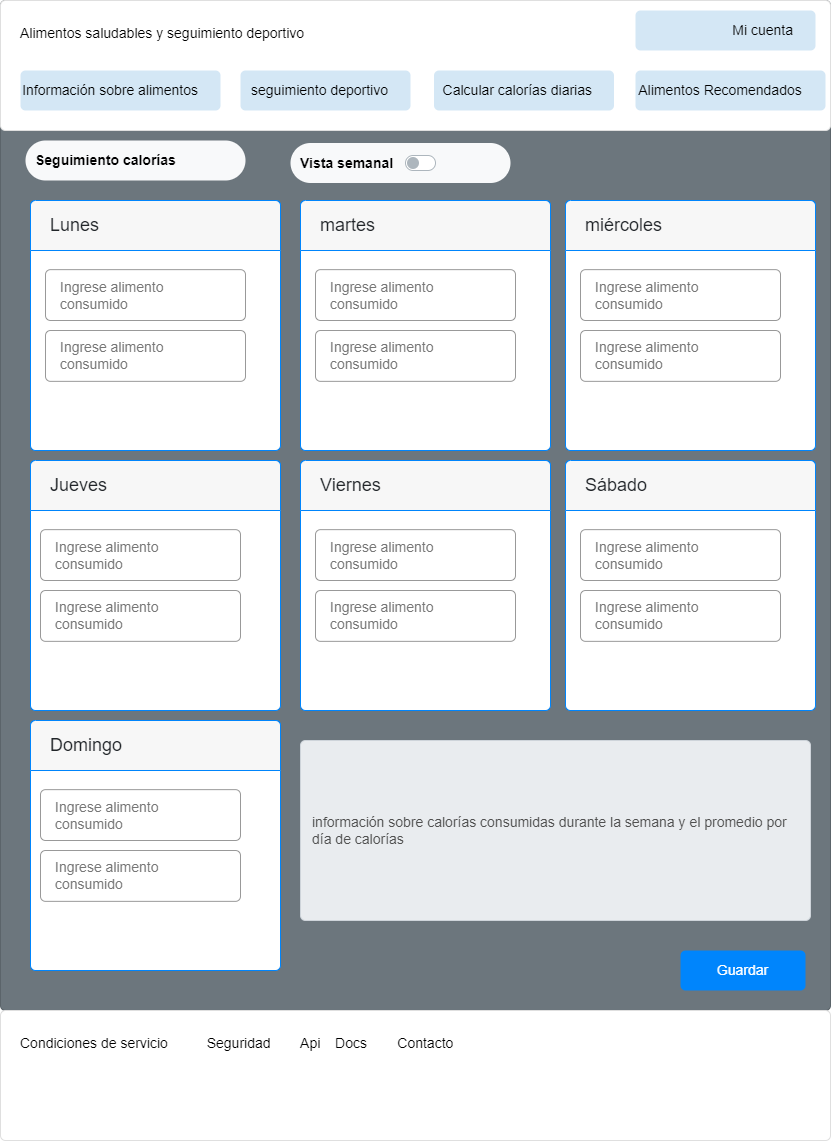 Alimentos saludables y seguimiento deportivo
Mi cuenta
Información sobre alimentos
seguimiento deportivo
Calcular calorías diarias
Alimentos Recomendados
Seguimiento calorías
Vista semanal
Lunes
Ingrese alimento
consumido
Ingrese alimento
consumido
martes
Ingrese alimento
consumido
Ingrese alimento
consumido
miércoles
Ingrese alimento
consumido
Ingrese alimento
consumido
Jueves
Ingrese alimento
consumido
Ingrese alimento
consumido
Viernes
Ingrese alimento
consumido
Ingrese alimento
consumido
Sábado
Ingrese alimento
consumido
Ingrese alimento
consumido
Domingo
Ingrese alimento
consumido
Ingrese alimento
consumido
información sobre calorías consumidas durante la semana y el promedio por
día de calorías
Guardar
Condiciones de servicio
Seguridad
Api
Docs
Contacto